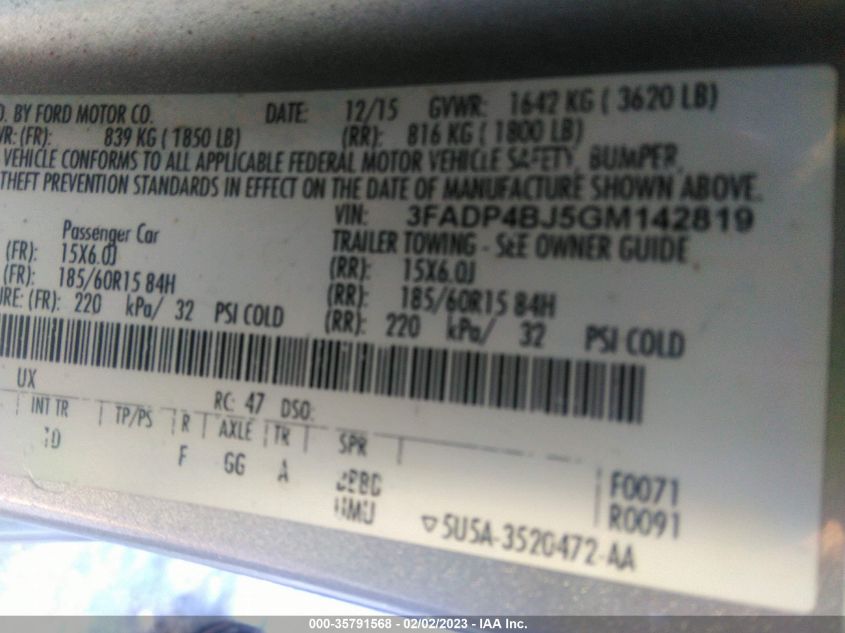 D. BY FORD MOTOR CO. DATE: 12/15 GVWR: 1642 KG ( 3620 LB)
WR: (FR): 839 KG ( 1850 LB) (RR): 816 KG ( 1800 LB)
VEHICLE CONFORMS TO ALL APPLICABLE FEDERAL MOTOR VEHICLE SAFETY, BUMPER,
THEFT PREVENTION STANDARDS IN EFFECT ON THE DATE OF MANUFACTURE SHOWN ABOVE.
VIN: 3FADP4BJ5GM142819
Passenger Car TRAILER TOWING - SEE OWNER GUIDE
(FR): 15X6.0J (RR): 15X6.0J
(FR): 185/60R15 84H (RR): 185/60R15 84H
URE: (FR): 220 kPa/ 32 PSI COLD (RR): 220 kPa/ 32 PSI COLD
UX RC: 47 DSO:
INT TR TP/PS R AXLE TR SPR
F GG A F0071
R0091
5U5A-3520472-AA
000-35791568 — 02/02/2023 — IAA Inc.